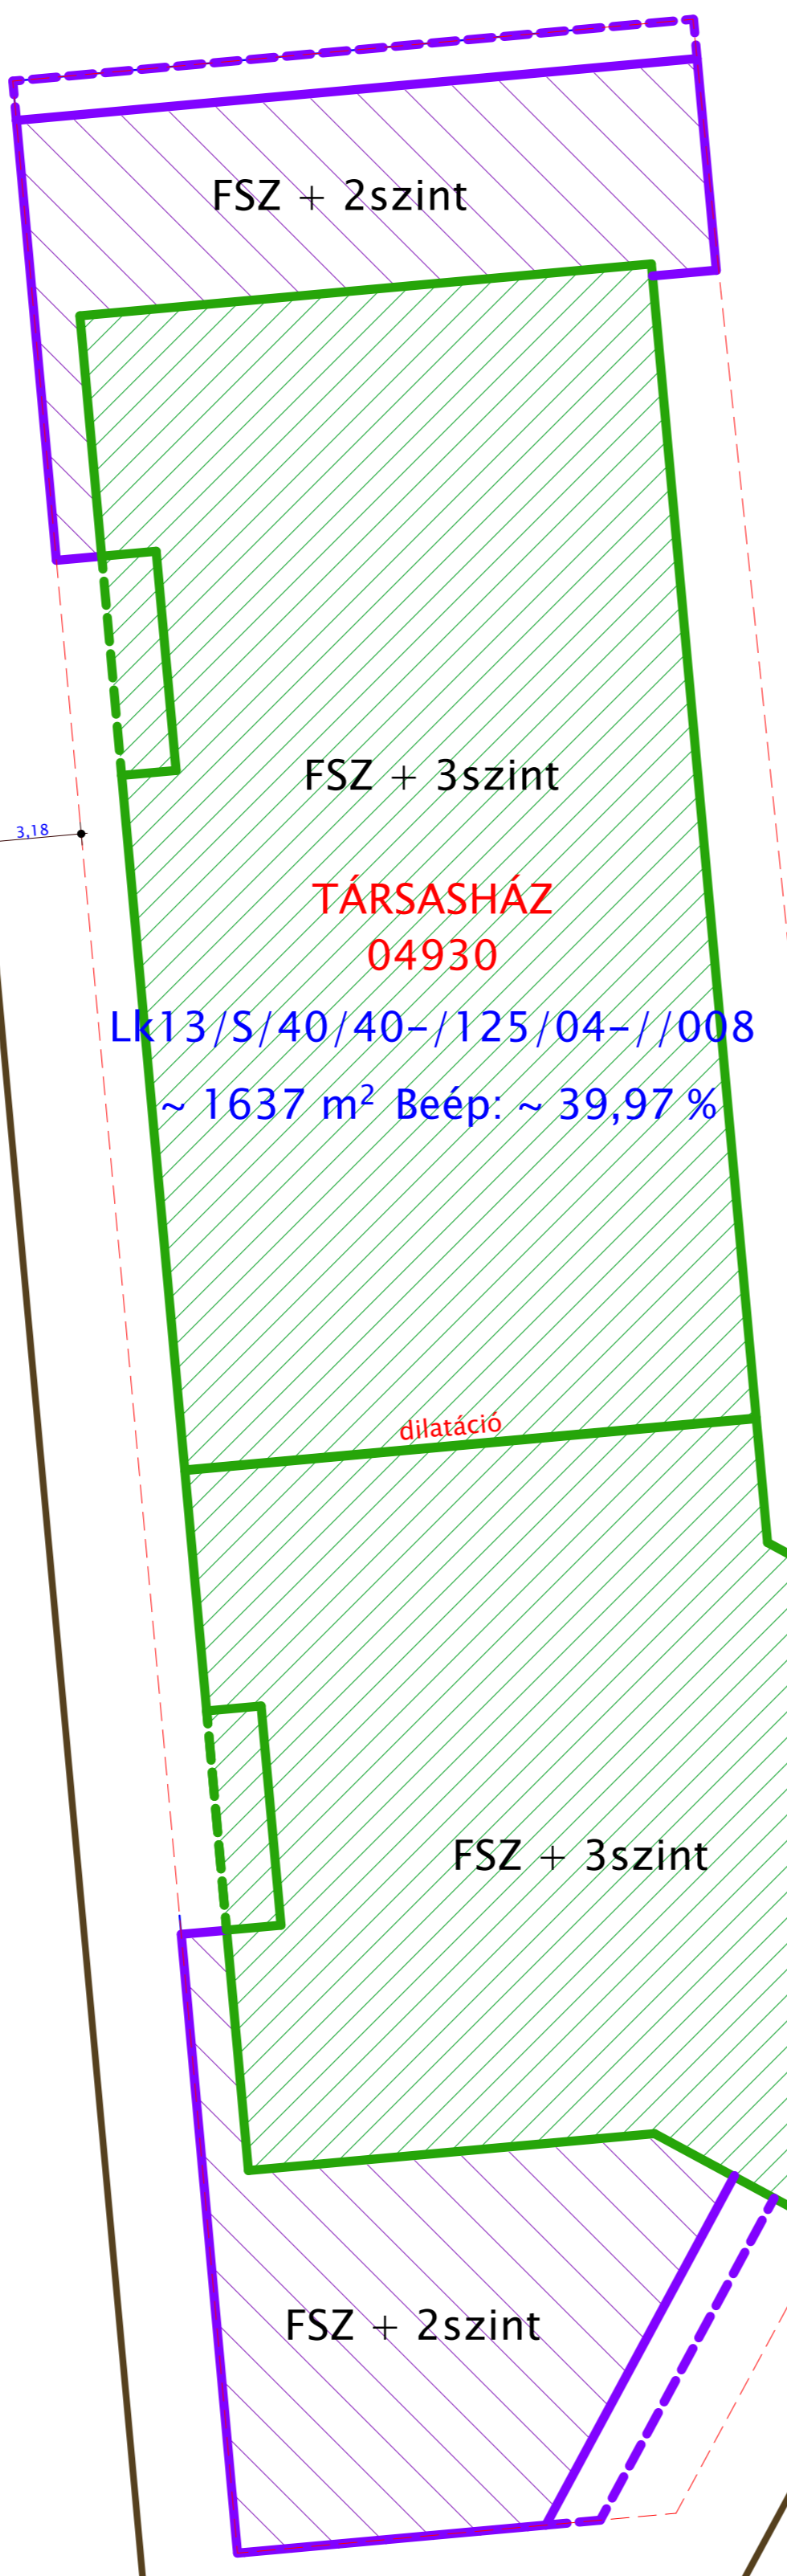 FSZ + 2szint
FSZ + 3szint
3,18
TÁRSASHÁZ
04930
Lk13/S/40/40-/125/04-//008
~ 1637 m² Beép: ~ 39,97 %
dilatáció
FSZ + 3szint
FSZ + 2szint